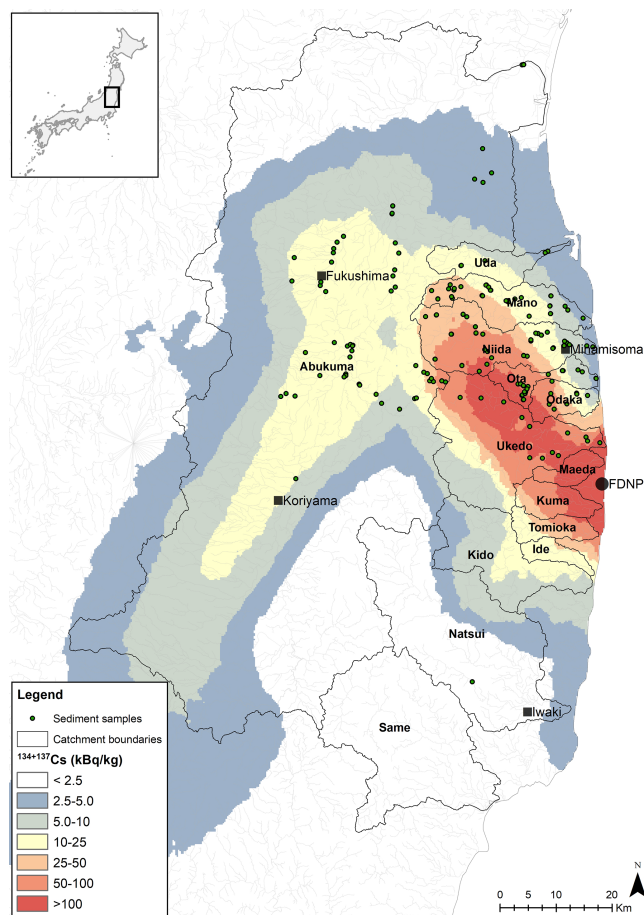 Uda
Fukushima
Mano
Niida
Minamisoma
Abukuma
Ota
Odaka
Ukedo
Maeda
FDNP
Koriyama
Kuma
Tomioka
Kido
Ide
Natsui
Iwaki
Same
Legend
Sediment samples
Catchment boundaries
134+137Cs (kBq/kg)
< 2.5
2.5-5.0
5.0-10
10-25
25-50
50-100
>100
N
0 10 20
Km